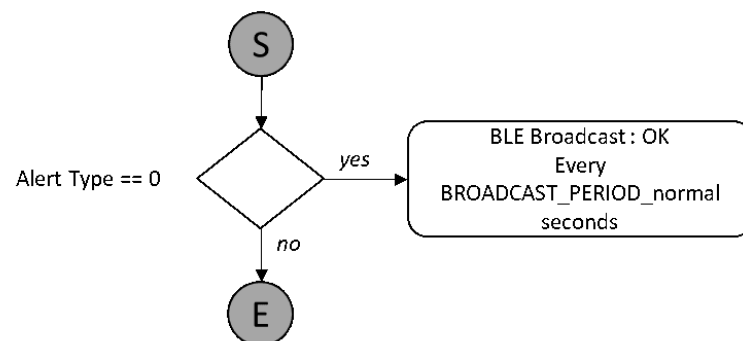 S
Alert Type == 0
yes
BLE Broadcast : OK
Every
BROADCAST_PERIOD_normal
seconds
no
E